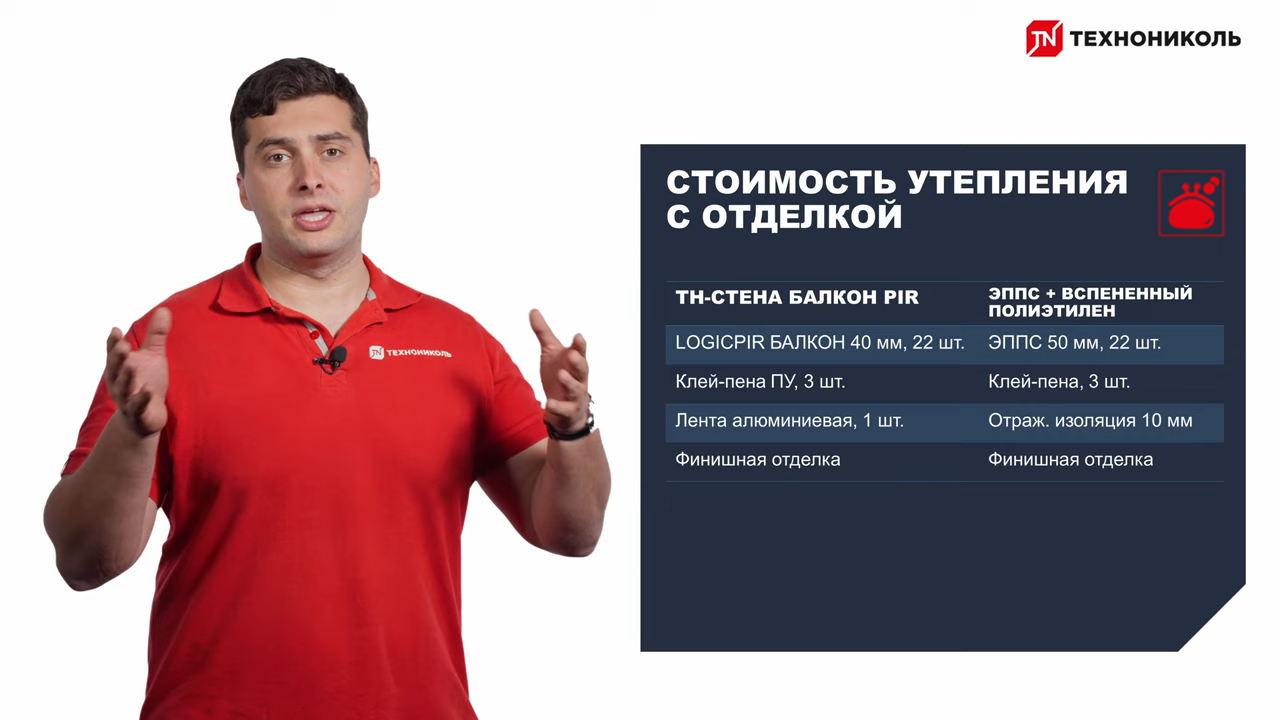 ТЕХНОНИКОЛЬ
СТОИМОСТЬ УТЕПЛЕНИЯ
С ОТДЕЛКОЙ
ТН-СТЕНА БАЛКОН PIR
ЭППС + ВСПЕНЕННЫЙ
ПОЛИЭТИЛЕН
LOGICPIR БАЛКОН 40 мм, 22 шт.
ЭППС 50 мм, 22 шт.
Клей-пена ПУ, 3 шт.
Клей-пена, 3 шт.
Лента алюминиевая, 1 шт.
Отраж. изоляция 10 мм
Финишная отделка
Финишная отделка
ТЕХНОНИКОЛЬ